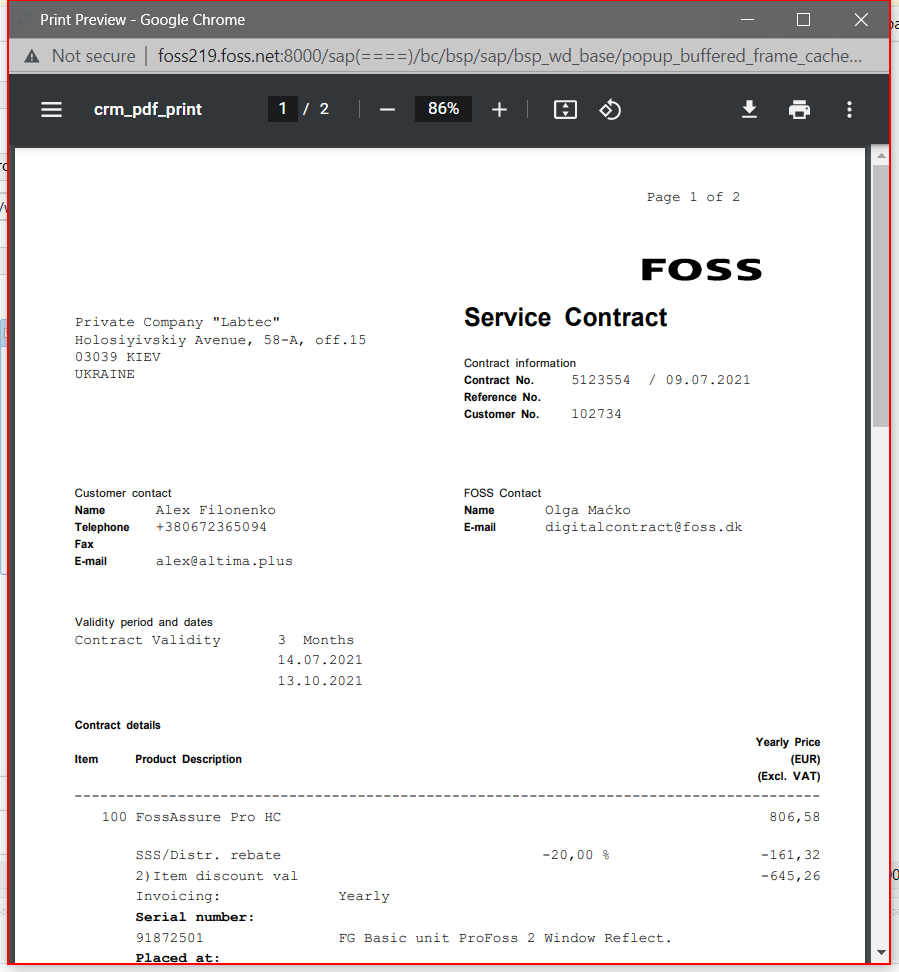 Print Preview - Google Chrome
Not secure | foss219.foss.net:8000/sap(====)/bc/bsp/sap/bsp_wd_base/popup_buffered_frame_cache...
crm_pdf_print 1 / 2 86%
Page 1 of 2
FOSS
Service Contract
Private Company "Labtec"
Holosiyivskiy Avenue, 58-A, off.15
03039 KIEV
UKRAINE
Contract information
Contract No. 5123554 / 09.07.2021
Reference No.
Customer No. 102734
Customer contact
Name Alex Filonenko
Telephone +380672365094
Fax
E-mail alex@altima.plus
FOSS Contact
Name Olga Maćko
E-mail digitalcontract@foss.dk
Validity period and dates
Contract Validity 3 Months
14.07.2021
13.10.2021
Contract details
Yearly Price
Item Product Description (EUR)
(Excl. VAT)
100 FossAssure Pro HC 806,58
SSS/Distr. rebate -20,00 % -161,32
2)Item discount val -645,26
Invoicing: Yearly
Serial number:
91872501 FG Basic unit ProFoss 2 Window Reflect.
Placed at: